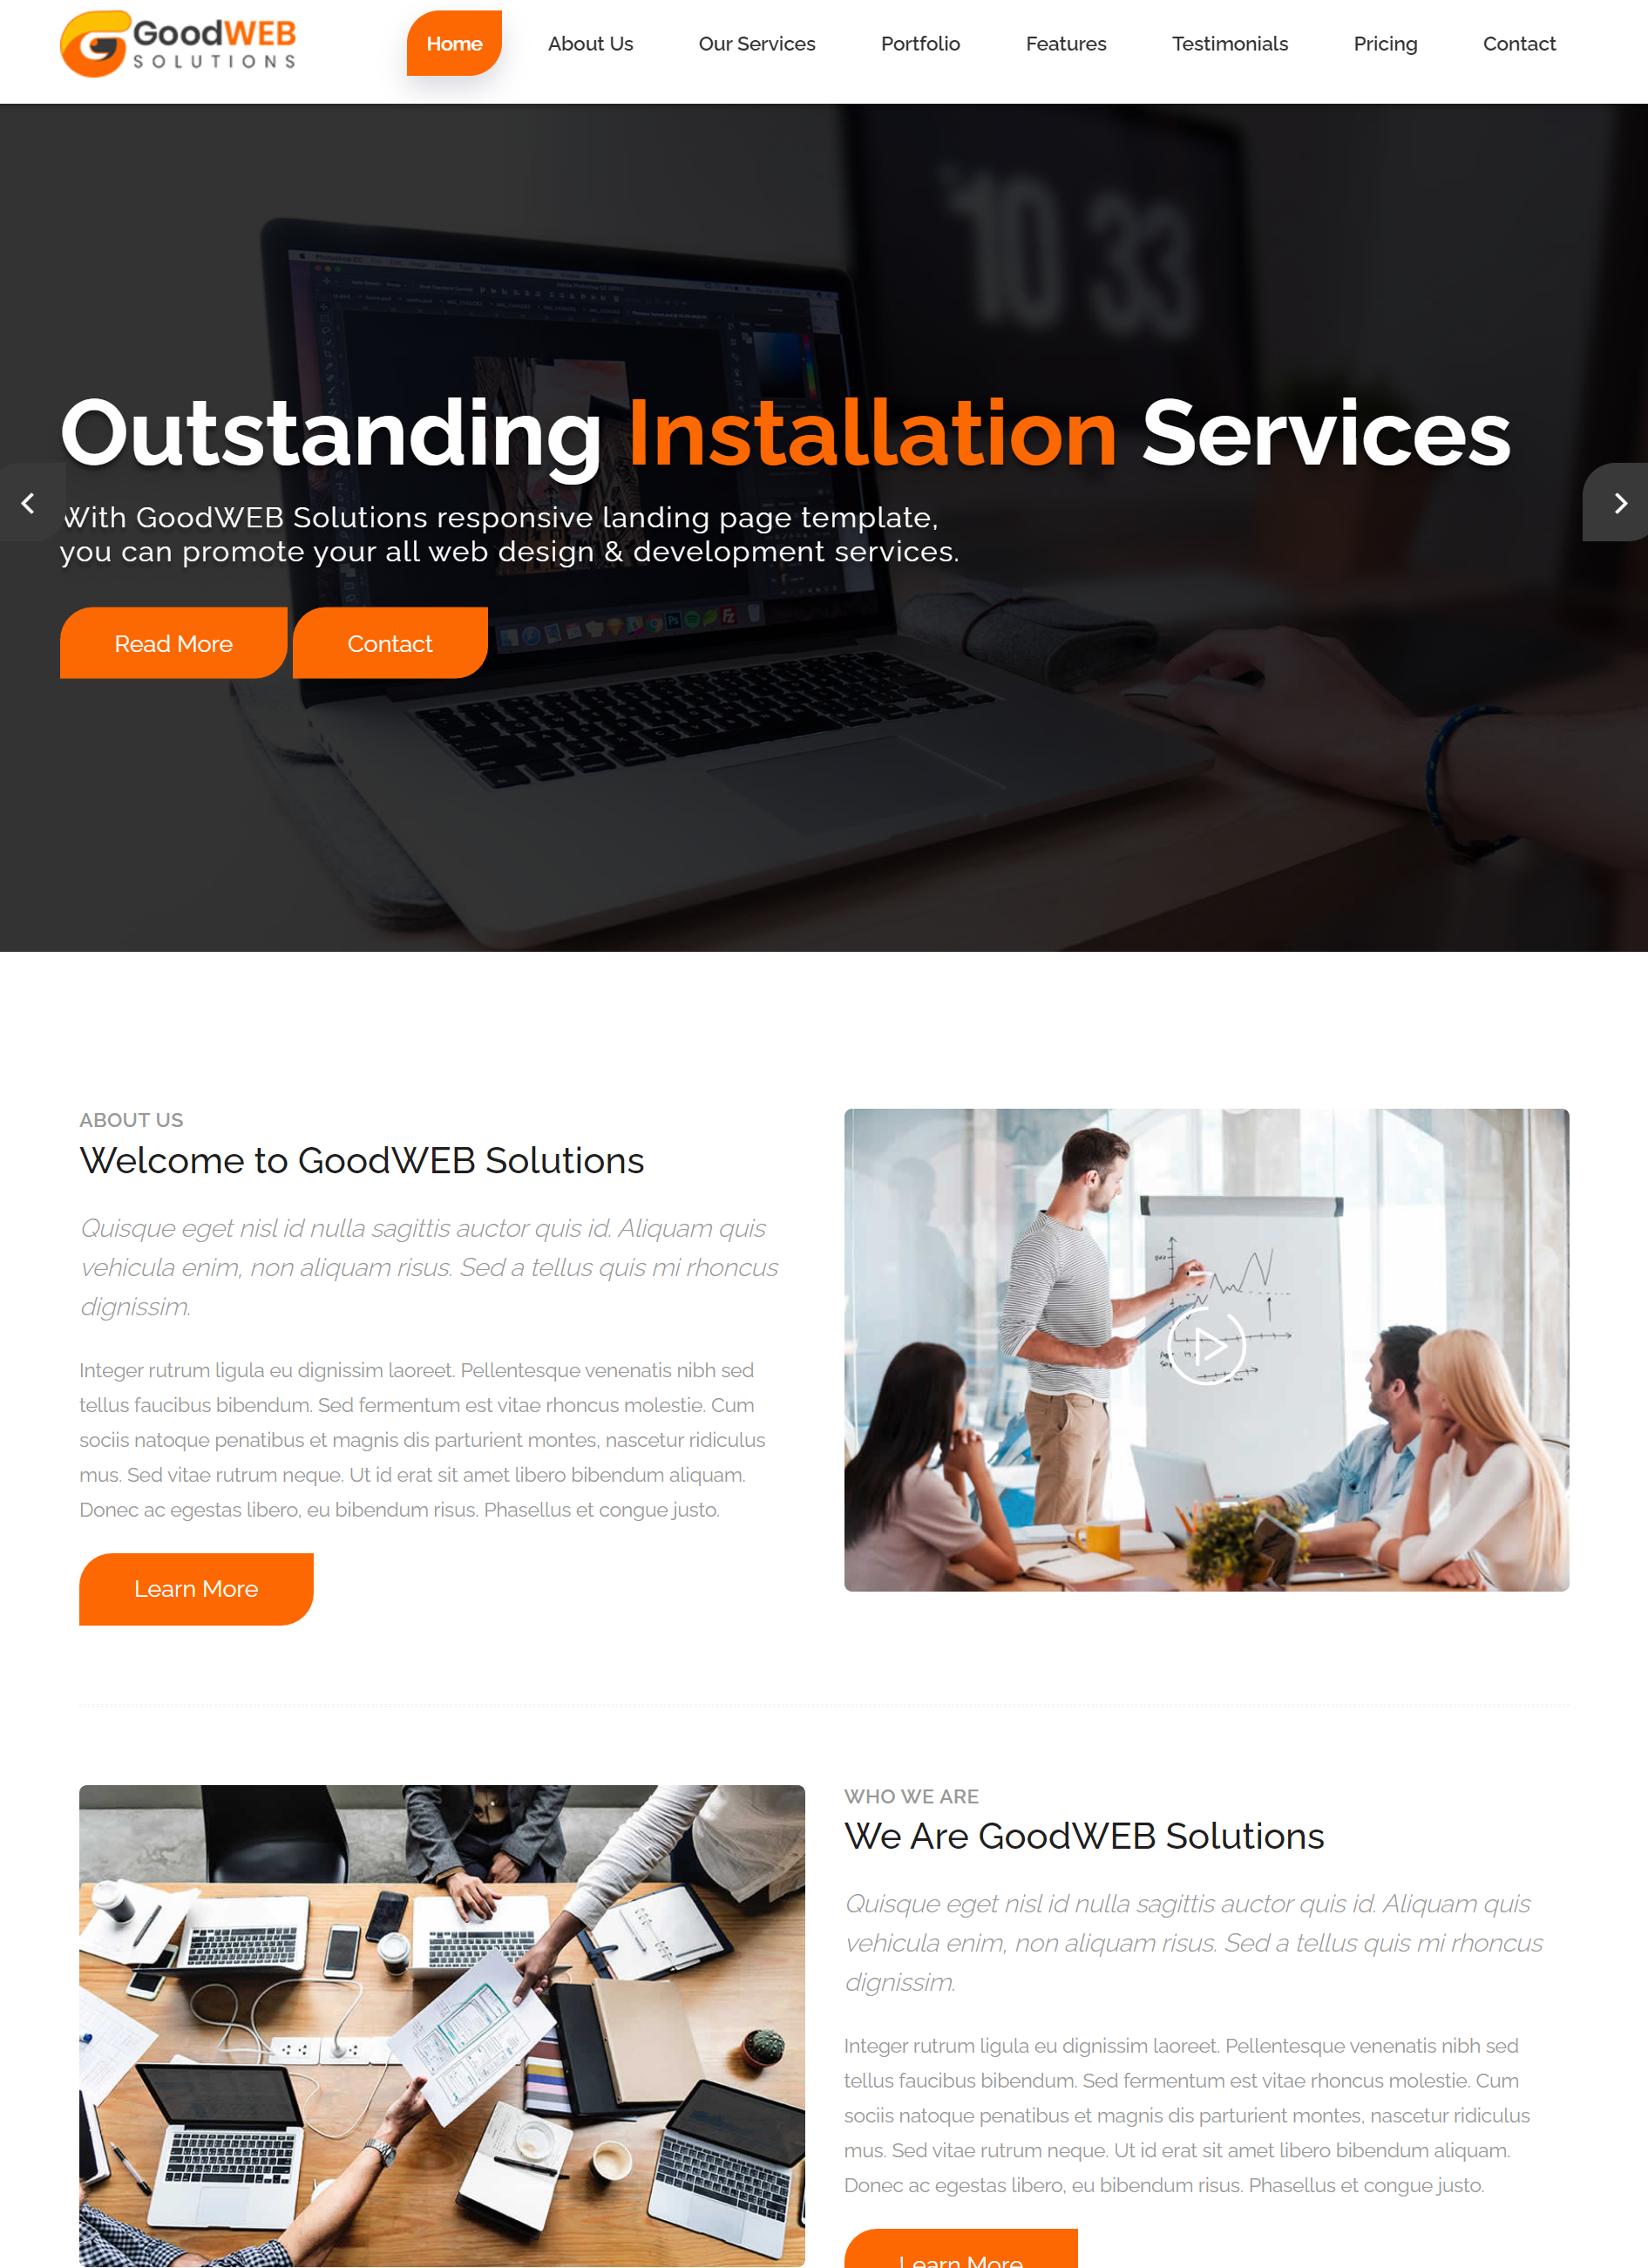 GoodWEB
SOLUTIONS
Home
About Us
Our Services
Portfolio
Features
Testimonials
Pricing
Contact
10 33
Outstanding Installation Services
With GoodWEB Solutions responsive landing page template,
you can promote your all web design & development services.
Read More
Contact
ABOUT US
Welcome to GoodWEB Solutions
Quisque eget nisl id nulla sagittis auctor quis id. Aliquam quis
vehicula enim, non aliquam risus. Sed a tellus quis mi rhoncus
dignissim.
Integer rutrum ligula eu dignissim laoreet. Pellentesque venenatis nibh sed
tellus faucibus bibendum. Sed fermentum est vitae rhoncus molestie. Cum
sociis natoque penatibus et magnis dis parturient montes, nascetur ridiculus
mus. Sed vitae rutrum neque. Ut id erat sit amet libero bibendum aliquam.
Donec ac egestas libero, eu bibendum risus. Phasellus et congue justo.
Learn More
WHO WE ARE
We Are GoodWEB Solutions
Quisque eget nisl id nulla sagittis auctor quis id. Aliquam quis
vehicula enim, non aliquam risus. Sed a tellus quis mi rhoncus
dignissim.
Integer rutrum ligula eu dignissim laoreet. Pellentesque venenatis nibh sed
tellus faucibus bibendum. Sed fermentum est vitae rhoncus molestie. Cum
sociis natoque penatibus et magnis dis parturient montes, nascetur ridiculus
mus. Sed vitae rutrum neque. Ut id erat sit amet libero bibendum aliquam.
Donec ac egestas libero, eu bibendum risus. Phasellus et congue justo.
Learn More